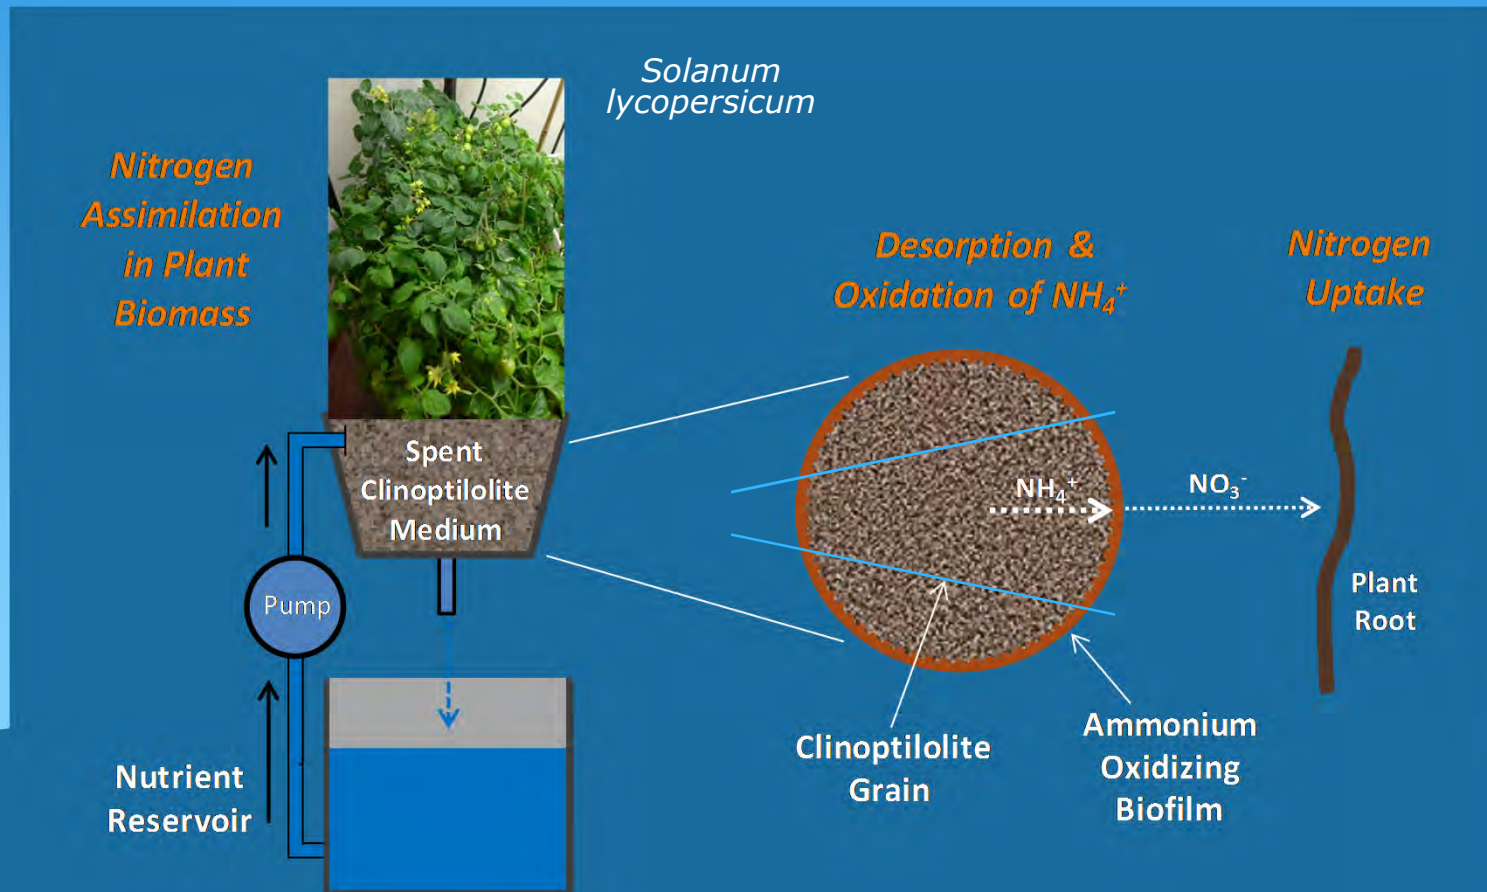 Solanum
lycopersicum
Nitrogen
Assimilation
in Plant
Biomass
Desorption &
Oxidation of NH₄⁺
Nitrogen
Uptake
Spent
Clinoptilolite
Medium
NH₄⁺
NO₃⁻
Pump
Plant
Root
Nutrient
Reservoir
Clinoptilolite
Grain
Ammonium
Oxidizing
Biofilm